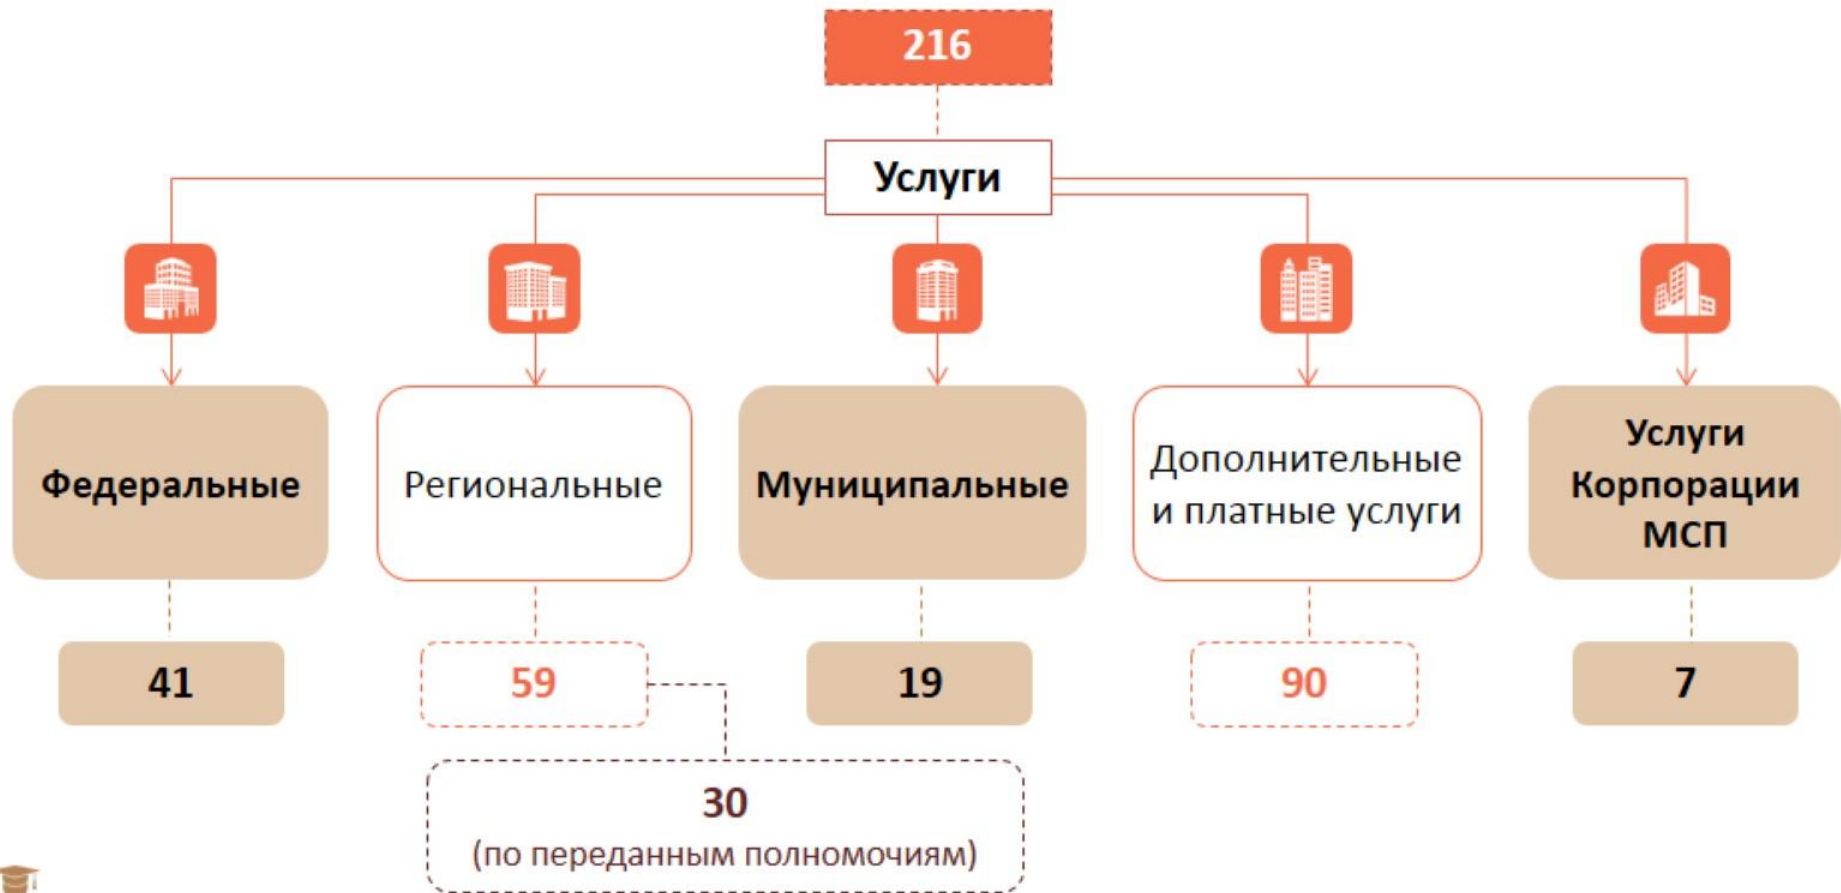 216
Услуги
Федеральные
Региональные
Муниципальные
Дополнительные
и платные услуги
Услуги
Корпорации
МСП
41
59
19
90
7
30
(по переданным полномочиям)